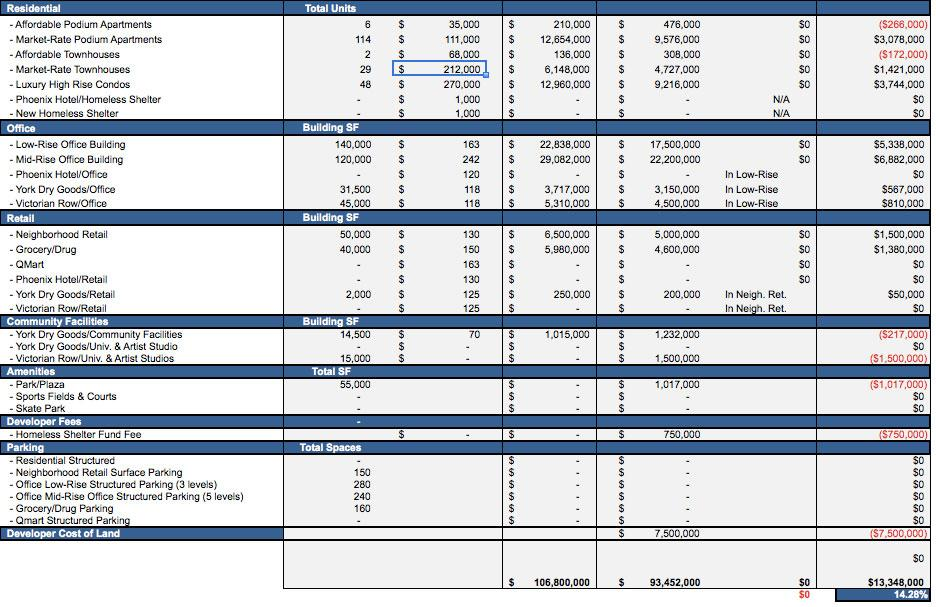 Residential Total Units
- Affordable Podium Apartments 6 $ 35,000 $ 210,000 $ 476,000 $0 ($266,000)
- Market-Rate Podium Apartments 114 $ 111,000 $ 12,654,000 $ 9,576,000 $0 $3,078,000
- Affordable Townhouses 2 $ 68,000 $ 136,000 $ 308,000 $0 ($172,000)
- Market-Rate Townhouses 29 $ 212,000 $ 6,148,000 $ 4,727,000 $0 $1,421,000
- Luxury High Rise Condos 48 $ 270,000 $ 12,960,000 $ 9,216,000 $0 $3,744,000
- Phoenix Hotel/Homeless Shelter - $ 1,000 $ - $ - N/A $0
- New Homeless Shelter - $ 1,000 $ - $ - N/A $0
Office Building SF
- Low-Rise Office Building 140,000 $ 163 $ 22,838,000 $ 17,500,000 $0 $5,338,000
- Mid-Rise Office Building 120,000 $ 242 $ 29,082,000 $ 22,200,000 $0 $6,882,000
- Phoenix Hotel/Office - $ 120 $ - $ - In Low-Rise $0
- York Dry Goods/Office 31,500 $ 118 $ 3,717,000 $ 3,150,000 In Low-Rise $567,000
- Victorian Row/Office 45,000 $ 118 $ 5,310,000 $ 4,500,000 In Low-Rise $810,000
Retail Building SF
- Neighborhood Retail 50,000 $ 130 $ 6,500,000 $ 5,000,000 $0 $1,500,000
- Grocery/Drug 40,000 $ 150 $ 5,980,000 $ 4,600,000 $0 $1,380,000
- QMart - $ 163 $ - $ - $0 $0
- Phoenix Hotel/Retail - $ 130 $ - $ - $0 $0
- York Dry Goods/Retail 2,000 $ 125 $ 250,000 $ 200,000 In Neigh. Ret. $50,000
- Victorian Row/Retail - $ 125 $ - $ - In Neigh. Ret. $0
Community Facilities Building SF
- York Dry Goods/Community Facilities 14,500 $ 70 $ 1,015,000 $ 1,232,000 ($217,000)
- York Dry Goods/Univ. & Artist Studio - $ - $ - $ - $0
- Victorian Row/Univ. & Artist Studios 15,000 $ - $ - $ 1,500,000 ($1,500,000)
Amenities Total SF
- Park/Plaza 55,000 $ - $ 1,017,000 ($1,017,000)
- Sports Fields & Courts - $ - $ - $0
- Skate Park - $ - $ - $0
Developer Fees -
- Homeless Shelter Fund Fee $ - $ - $ 750,000 ($750,000)
Parking Total Spaces
- Residential Structured - $ - $ - $0
- Neighborhood Retail Surface Parking 150 $ - $ - $0
- Office Low-Rise Structured Parking (3 levels) 280 $ - $ - $0
- Office Mid-Rise Office Structured Parking (5 levels) 240 $ - $ - $0
- Grocery/Drug Parking 160 $ - $ - $0
- Qmart Structured Parking - $ - $ - $0
Developer Cost of Land $ 7,500,000 ($7,500,000)
$0
$ 106,800,000 $ 93,452,000 $0 $13,348,000
$0 14.28%